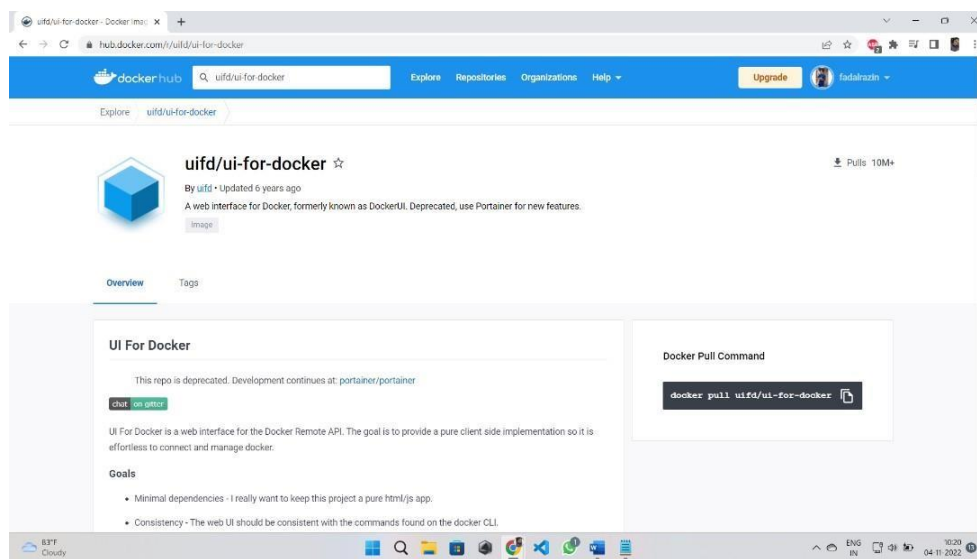 uifd/ui-for-docker - Docker Imag
hub.docker.com/r/uifd/ui-for-docker
dockerhub
uifd/ui-for-docker
Explore Repositories Organizations Help
Upgrade
fadalrazin
Explore uifd/ui-for-docker
uifd/ui-for-docker
Pulls 10M+
By uifd • Updated 6 years ago
A web interface for Docker, formerly known as DockerUI. Deprecated, use Portainer for new features.
Image
Overview Tags
UI For Docker
This repo is deprecated. Development continues at: portainer/portainer
chat on gitter
UI For Docker is a web interface for the Docker Remote API. The goal is to provide a pure client side implementation so it is
effortless to connect and manage docker.
Goals
• Minimal dependencies - I really want to keep this project a pure html/js app.
• Consistency - The web UI should be consistent with the commands found on the docker CLI.
Docker Pull Command
docker pull uifd/ui-for-docker
83°F
Cloudy
ENG
IN
10:20
04-11-2022